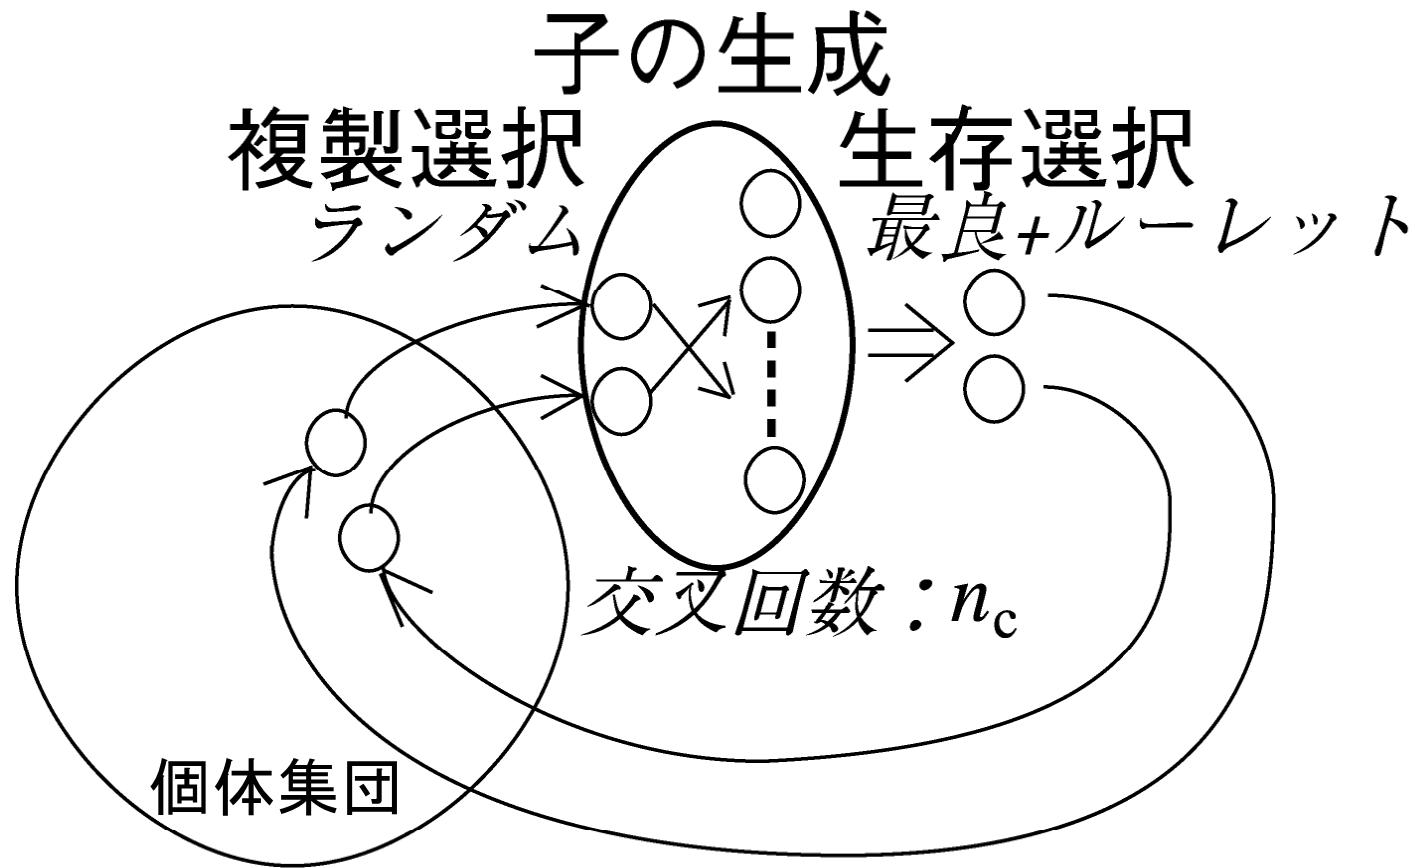 子の生成
複製選択
ランダム
生存選択
最良+ルーレット
交叉回数：nc
個体集団